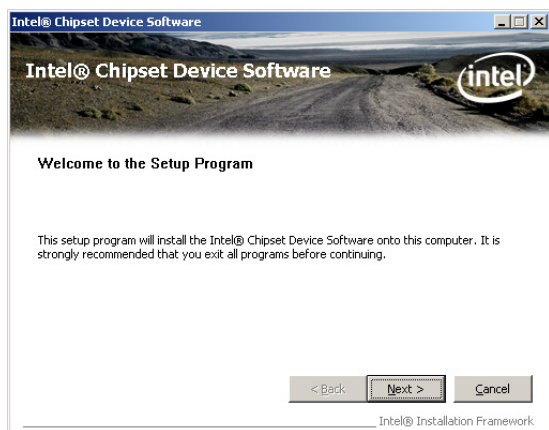 Intel® Chipset Device Software
Intel® Chipset Device Software
intel
Welcome to the Setup Program
This setup program will install the Intel® Chipset Device Software onto this computer. It is
strongly recommended that you exit all programs before continuing.
< Back
Next >
Cancel
Intel® Installation Framework